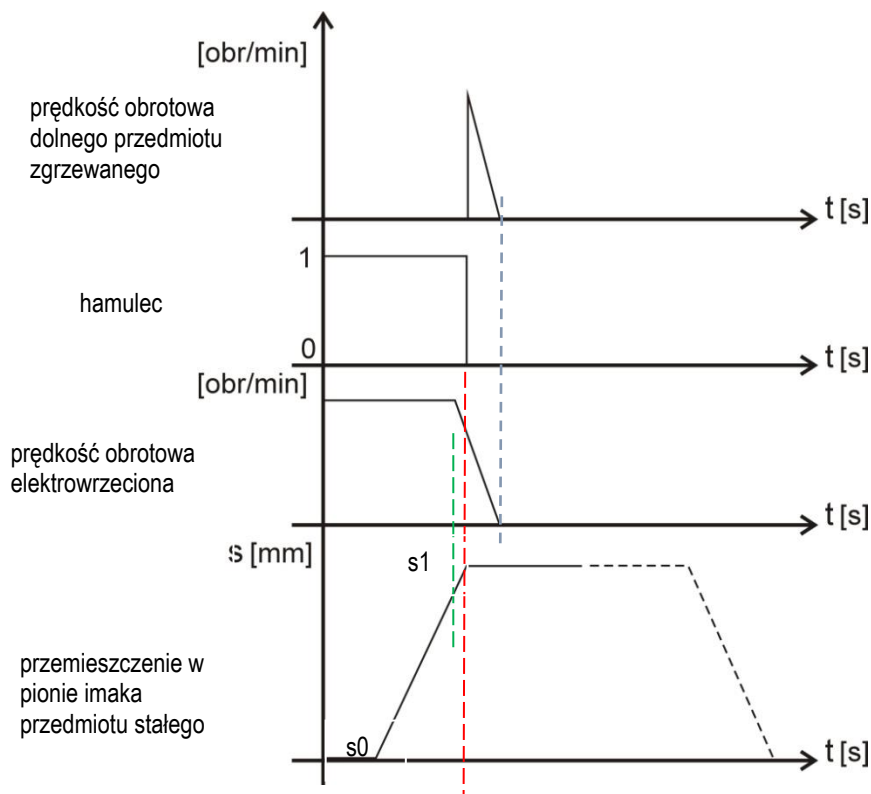 [obr/min]
prędkość obrotowa
dolnego przedmiotu
zgrzewanego
t [s]
1
hamulec
0
t [s]
[obr/min]
prędkość obrotowa
elektrowrzeciona
t [s]
s [mm]
s1
przemieszczenie w
pionie imaka
przedmiotu stałego
s0
t [s]